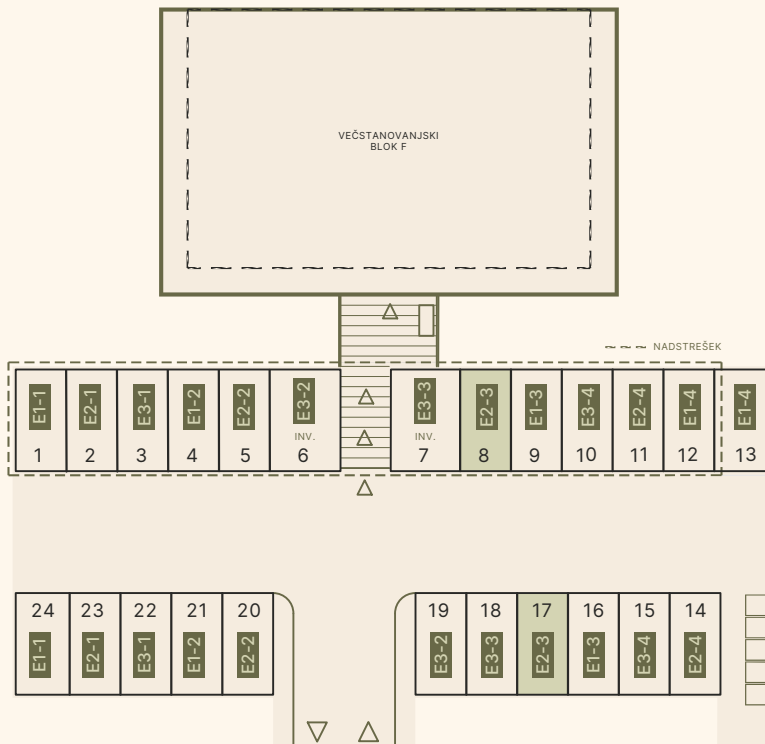 VEČSTANOVANJSKI
BLOK F
NADSTREŠEK
E1-1
E2-1
E3-1
E1-2
E2-2
E3-2
E3-3
E2-3
E1-3
E3-4
E2-4
E1-4
E1-4
INV.
INV.
1
2
3
4
5
6
7
8
9
10
11
12
13
24
23
22
21
20
19
18
17
16
15
14
E1-1
E2-1
E3-1
E1-2
E2-2
E3-2
E3-3
E2-3
E1-3
E3-4
E2-4